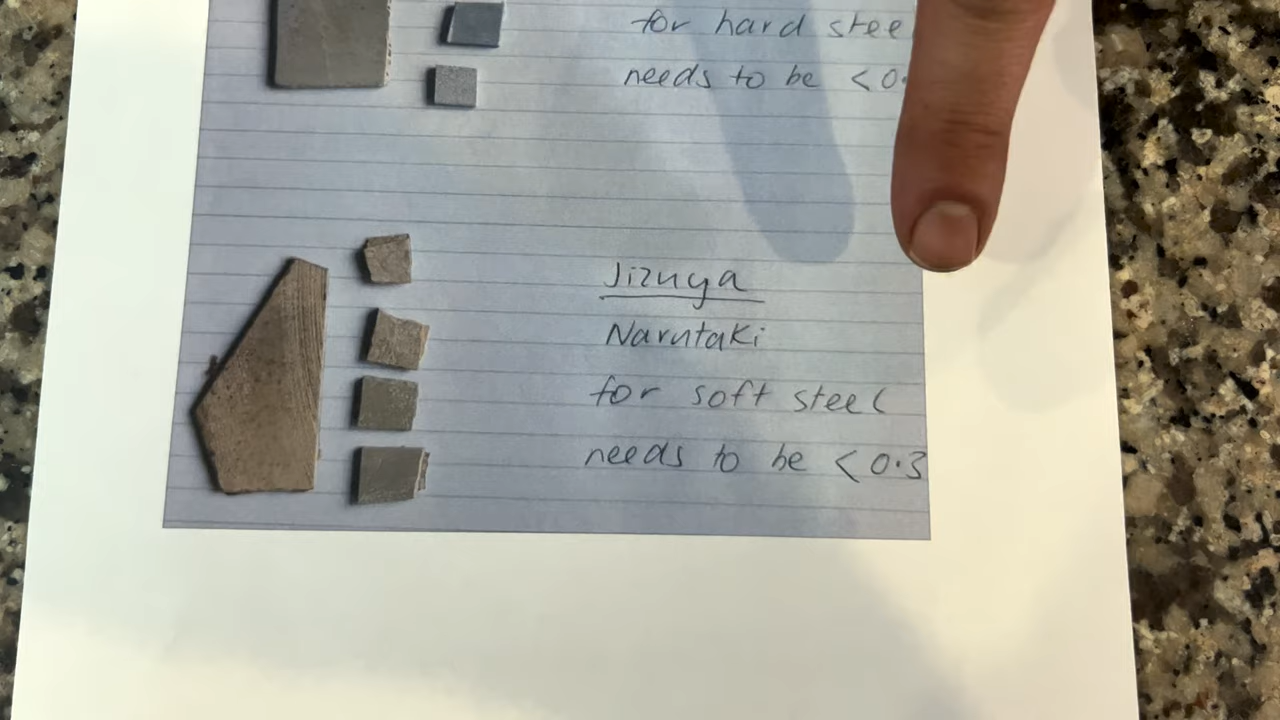 for hard stee
needs to be < 0.
Jizuya
Narutaki
for soft steel
needs to be < 0.3